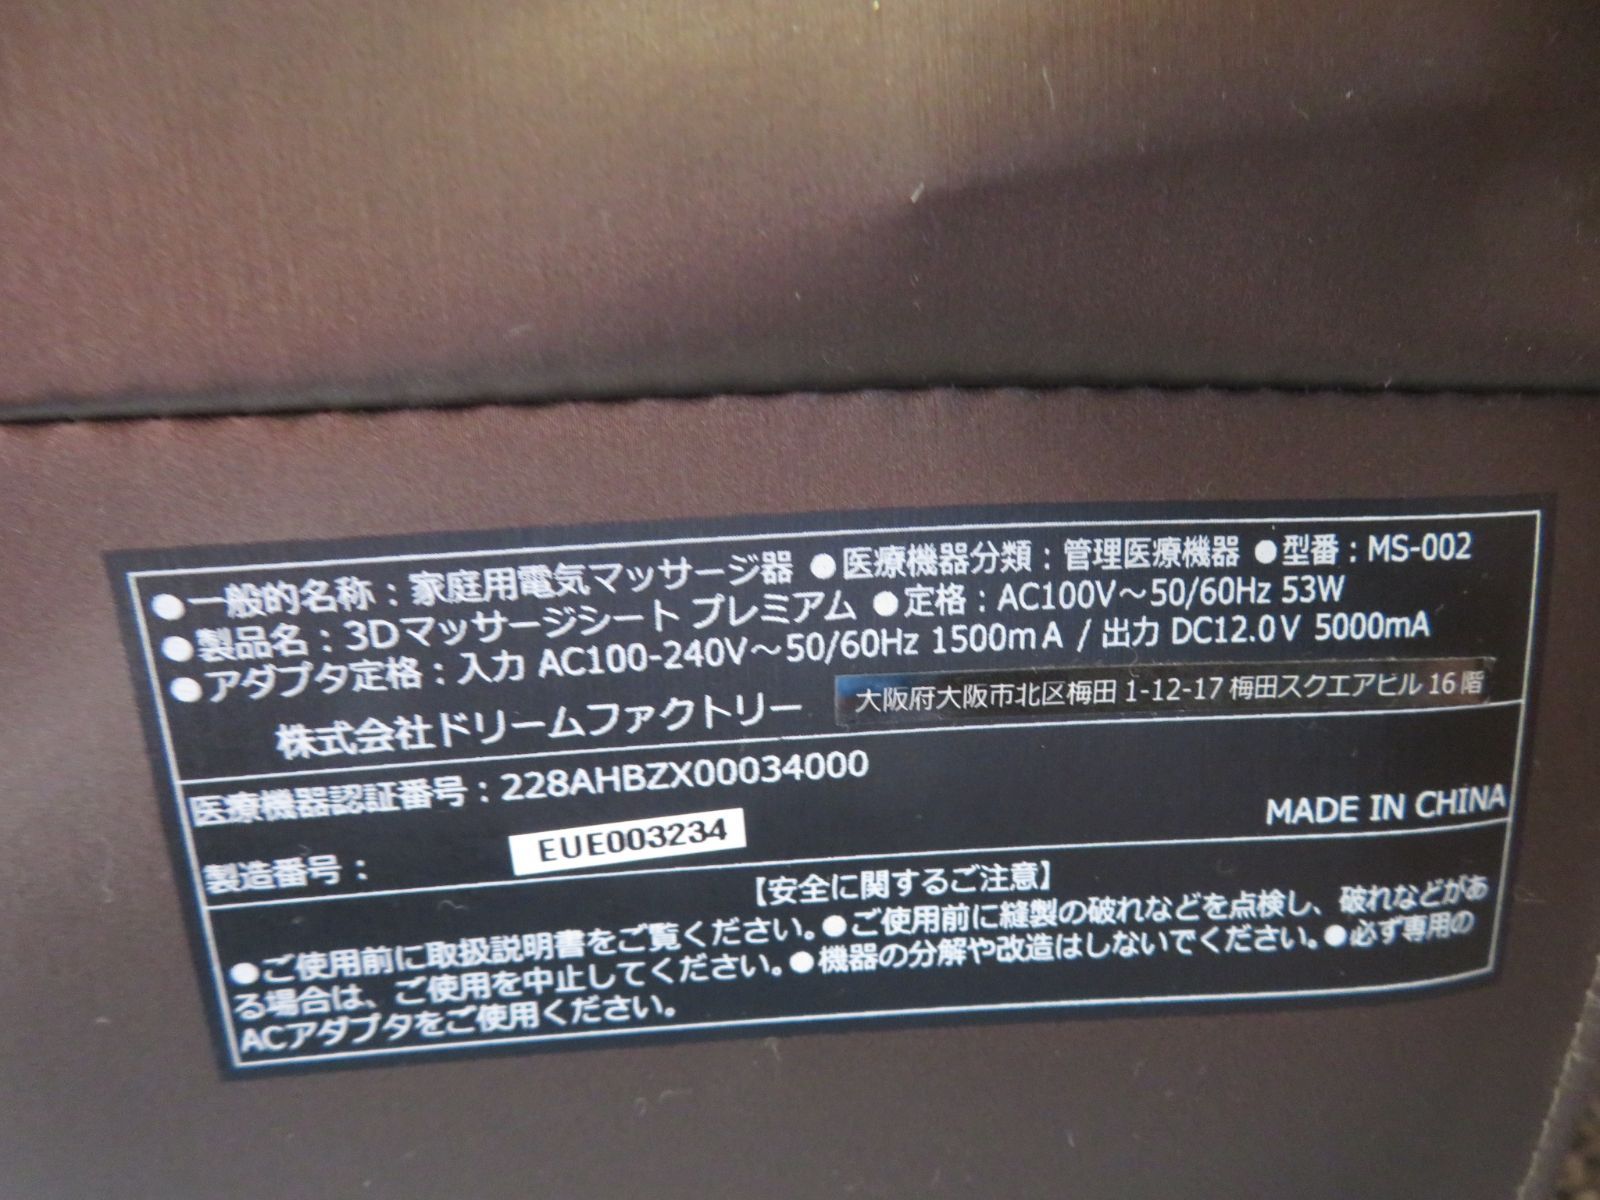 ●一般的名称：家庭用電気マッサージ器 ●医療機器分類：管理医療機器 ●型番：MS-002
●製品名：3Dマッサージシート プレミアム ●定格：AC100V～50/60Hz 53W
●アダプタ定格：入力 AC100-240V～50/60Hz 1500mA / 出力 DC12.0V 5000mA
株式会社ドリームファクトリー 大阪府大阪市北区梅田 1-12-17 梅田スクエアビル 16 階
医療機器認証番号：228AHBZX00034000
MADE IN CHINA
製造番号： EUE003234
【安全に関するご注意】
●ご使用前に取扱説明書をご覧ください。●ご使用前に縫製の破れなどを点検し、破れなどがあ
る場合は、ご使用を中止してください。●機器の分解や改造はしないでください。●必ず専用の
ACアダプタをご使用ください。